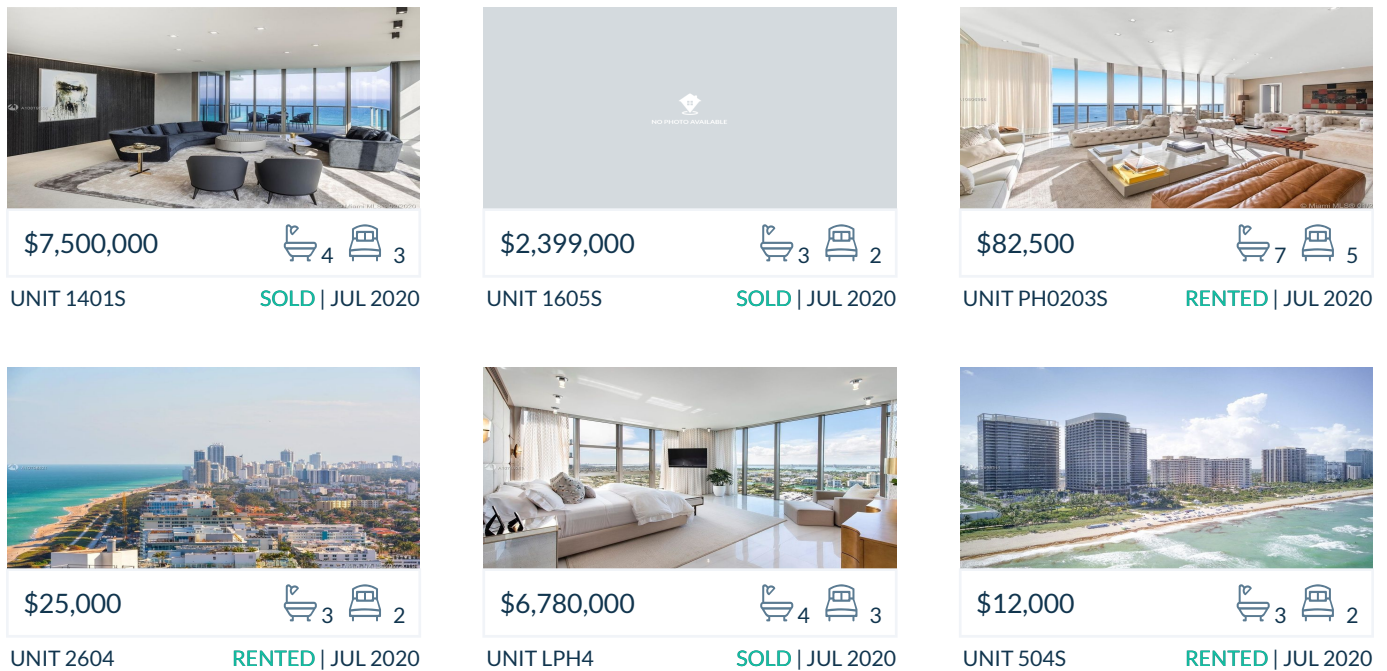 NO PHOTO AVAILABLE
$7,500,000 4 3
$2,399,000 3 2
$82,500 7 5
UNIT 1401S SOLD | JUL 2020
UNIT 1605S SOLD | JUL 2020
UNIT PH0203S RENTED | JUL 2020
$25,000 3 2
$6,780,000 4 3
$12,000 3 2
UNIT 2604 RENTED | JUL 2020
UNIT LPH4 SOLD | JUL 2020
UNIT 504S RENTED | JUL 2020